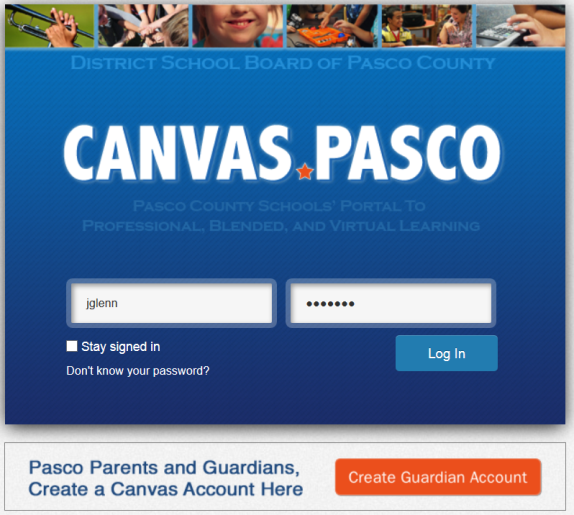 District School Board of Pasco County
CANVAS PASCO
Pasco County Schools' Portal To
Professional, Blended, and Virtual Learning
jglenn
•••••••
Stay signed in
Log In
Don't know your password?
Pasco Parents and Guardians,
Create a Canvas Account Here
Create Guardian Account